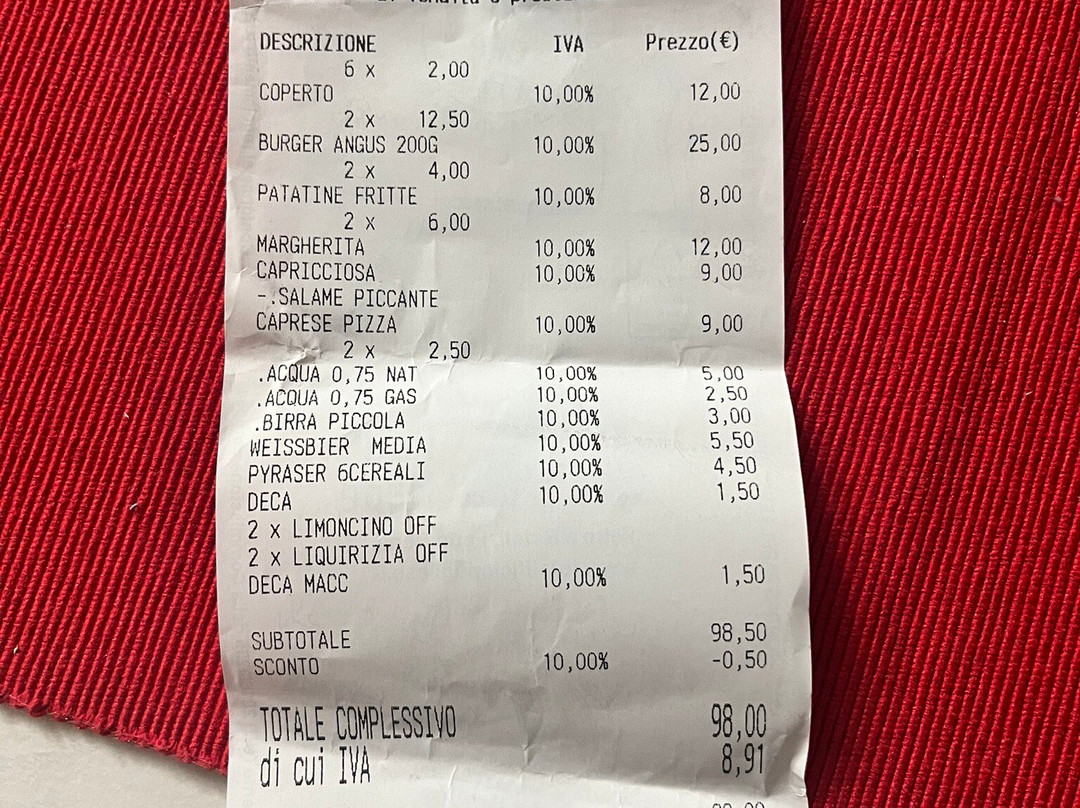 DESCRIZIONE IVA Prezzo(€)
6 x 2,00
COPERTO 10,00% 12,00
2 x 12,50
BURGER ANGUS 200G 10,00% 25,00
2 x 4,00
PATATINE FRITTE 10,00% 8,00
2 x 6,00
MARGHERITA 10,00% 12,00
CAPRICCIOSA 10,00% 9,00
-.SALAME PICCANTE
CAPRESE PIZZA 10,00% 9,00
2 x 2,50
.ACQUA 0,75 NAT 10,00% 5,00
.ACQUA 0,75 GAS 10,00% 2,50
.BIRRA PICCOLA 10,00% 3,00
WEISSBIER MEDIA 10,00% 5,50
PYRASER 6CEREALI 10,00% 4,50
DECA 10,00% 1,50
2 x LIMONCINO OFF
2 x LIQUIRIZIA OFF
DECA MACC 10,00% 1,50
SUBTOTALE 98,50
SCONTO 10,00% -0,50
TOTALE COMPLESSIVO 98,00
di cui IVA 8,91